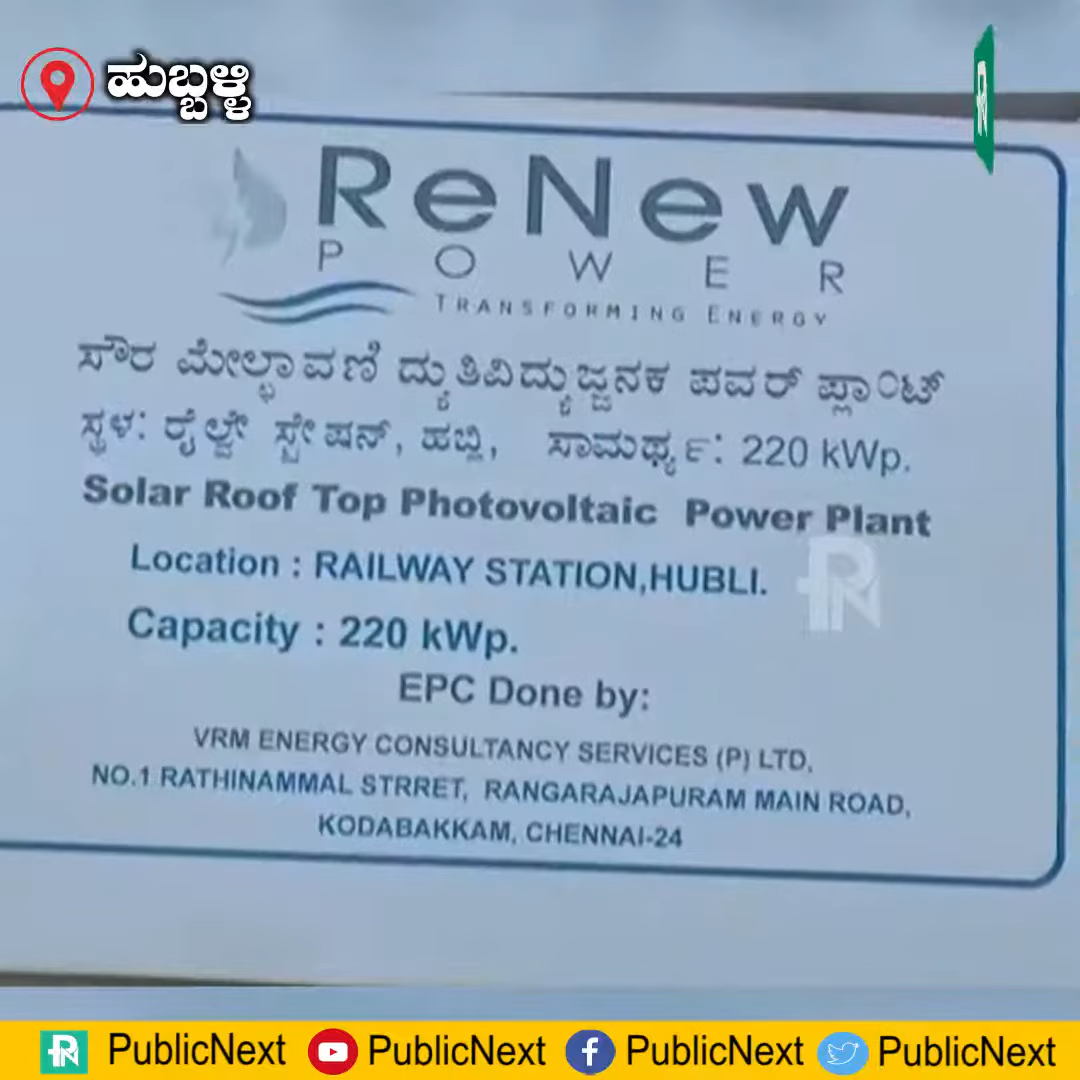 ಹುಬ್ಬಳ್ಳಿ
ReNew
POWER
TRANSFORMING ENERGY
ಸೌರ ಮೇಲ್ಛಾವಣಿ ದ್ಯುತಿವಿದ್ಯುಜ್ಜನಕ ಪವರ್ ಪ್ಲಾಂಟ್
ಸ್ಥಳ: ರೈಲ್ವೇ ಸ್ಟೇಷನ್, ಹಬ್ಲಿ, ಸಾಮರ್ಥ್ಯ: 220 kWp.
Solar Roof Top Photovoltaic Power Plant
Location : RAILWAY STATION,HUBLI.
Capacity : 220 kWp.
EPC Done by:
VRM ENERGY CONSULTANCY SERVICES (P) LTD,
NO.1 RATHINAMMAL STRRET, RANGARAJAPURAM MAIN ROAD,
KODABAKKAM, CHENNAI-24
PublicNext PublicNext PublicNext PublicNext